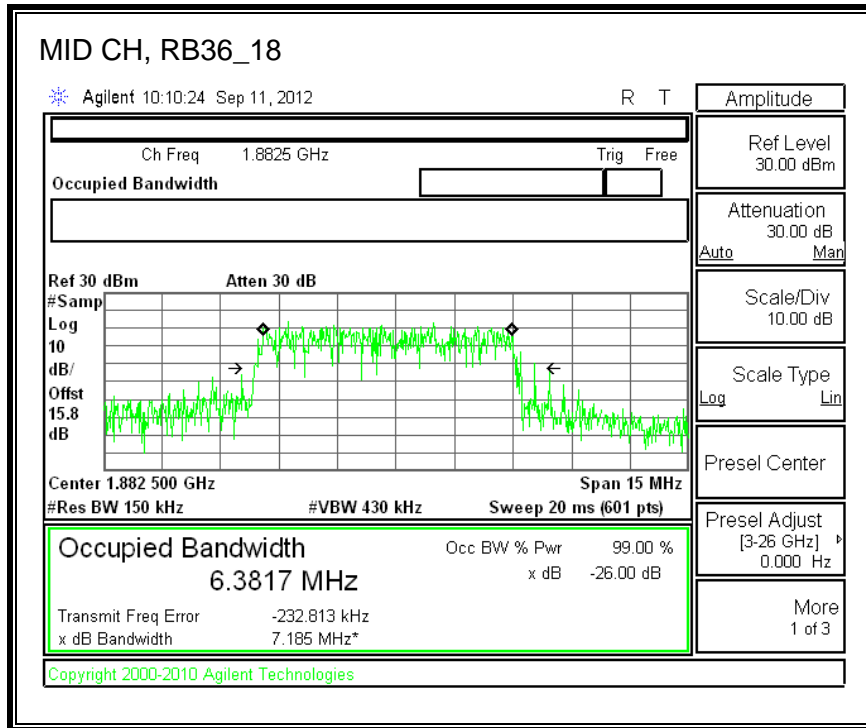 MID CH, RB36_18
Agilent 10:10:24 Sep 11, 2012 R T
Ch Freq 1.8825 GHz Trig Free
Occupied Bandwidth
Ref 30 dBm Atten 30 dB
#Samp
Log
10
dB/
Offst
15.8
dB
Center 1.882 500 GHz Span 15 MHz
#Res BW 150 kHz #VBW 430 kHz Sweep 20 ms (601 pts)
Occupied Bandwidth Occ BW % Pwr 99.00 %
6.3817 MHz x dB -26.00 dB
Transmit Freq Error -232.813 kHz
x dB Bandwidth 7.185 MHz*
Copyright 2000-2010 Agilent Technologies
Amplitude
Ref Level
30.00 dBm
Attenuation
30.00 dB
Auto Man
Scale/Div
10.00 dB
Scale Type
Log Lin
Presel Center
Presel Adjust
[3-26 GHz]
0.000 Hz
More
1 of 3